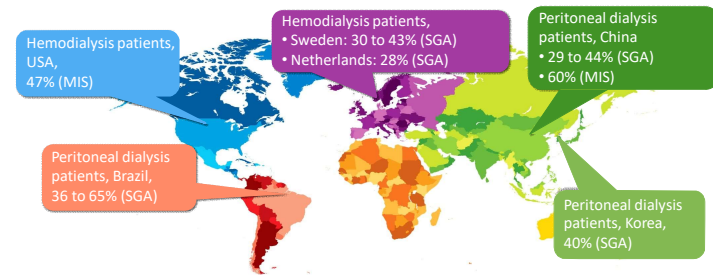 Hemodialysis patients,
USA,
47% (MIS)
Hemodialysis patients,
• Sweden: 30 to 43% (SGA)
• Netherlands: 28% (SGA)
Peritoneal dialysis
patients, China
• 29 to 44% (SGA)
• 60% (MIS)
Peritoneal dialysis
patients, Brazil,
36 to 65% (SGA)
Peritoneal dialysis
patients, Korea,
40% (SGA)